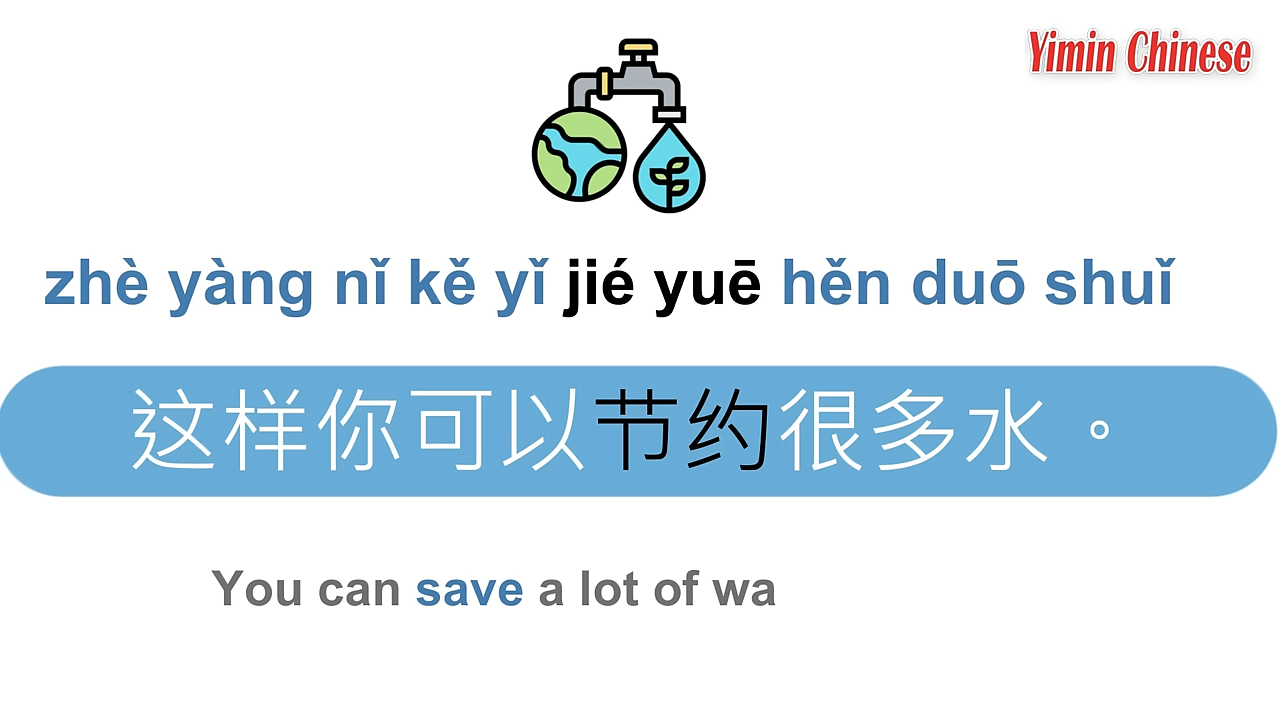 Yimin Chinese
zhè yàng nǐ kě yǐ jié yuē hěn duō shuǐ
这样你可以节约很多水。
You can save a lot of wa